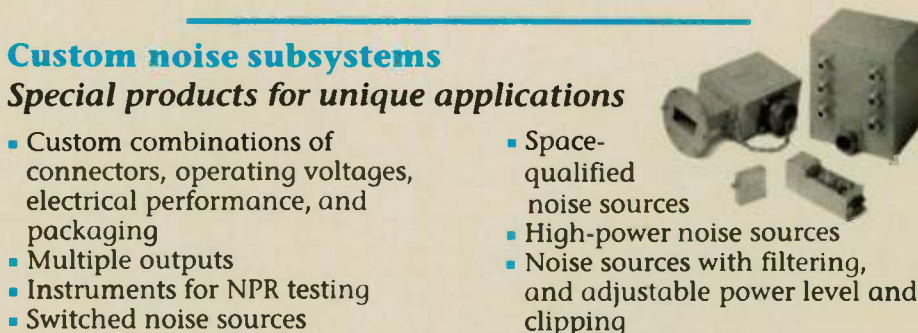 Custom noise subsystems
Special products for unique applications
▪ Custom combinations of
connectors, operating voltages,
electrical performance, and
packaging
▪ Multiple outputs
▪ Instruments for NPR testing
▪ Switched noise sources
▪ Space-
qualified
noise sources
▪ High-power noise sources
▪ Noise sources with filtering,
and adjustable power level and
clipping